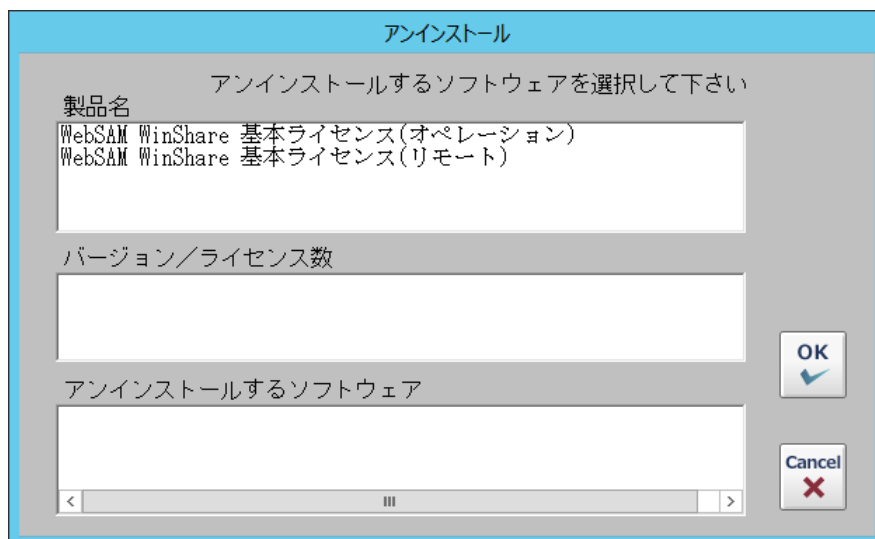 アンインストール
アンインストールするソフトウェアを選択して下さい
製品名
WebSAM WinShare 基本ライセンス(オペレーション)
WebSAM WinShare 基本ライセンス(リモート)
バージョン／ライセンス数
OK
アンインストールするソフトウェア
Cancel